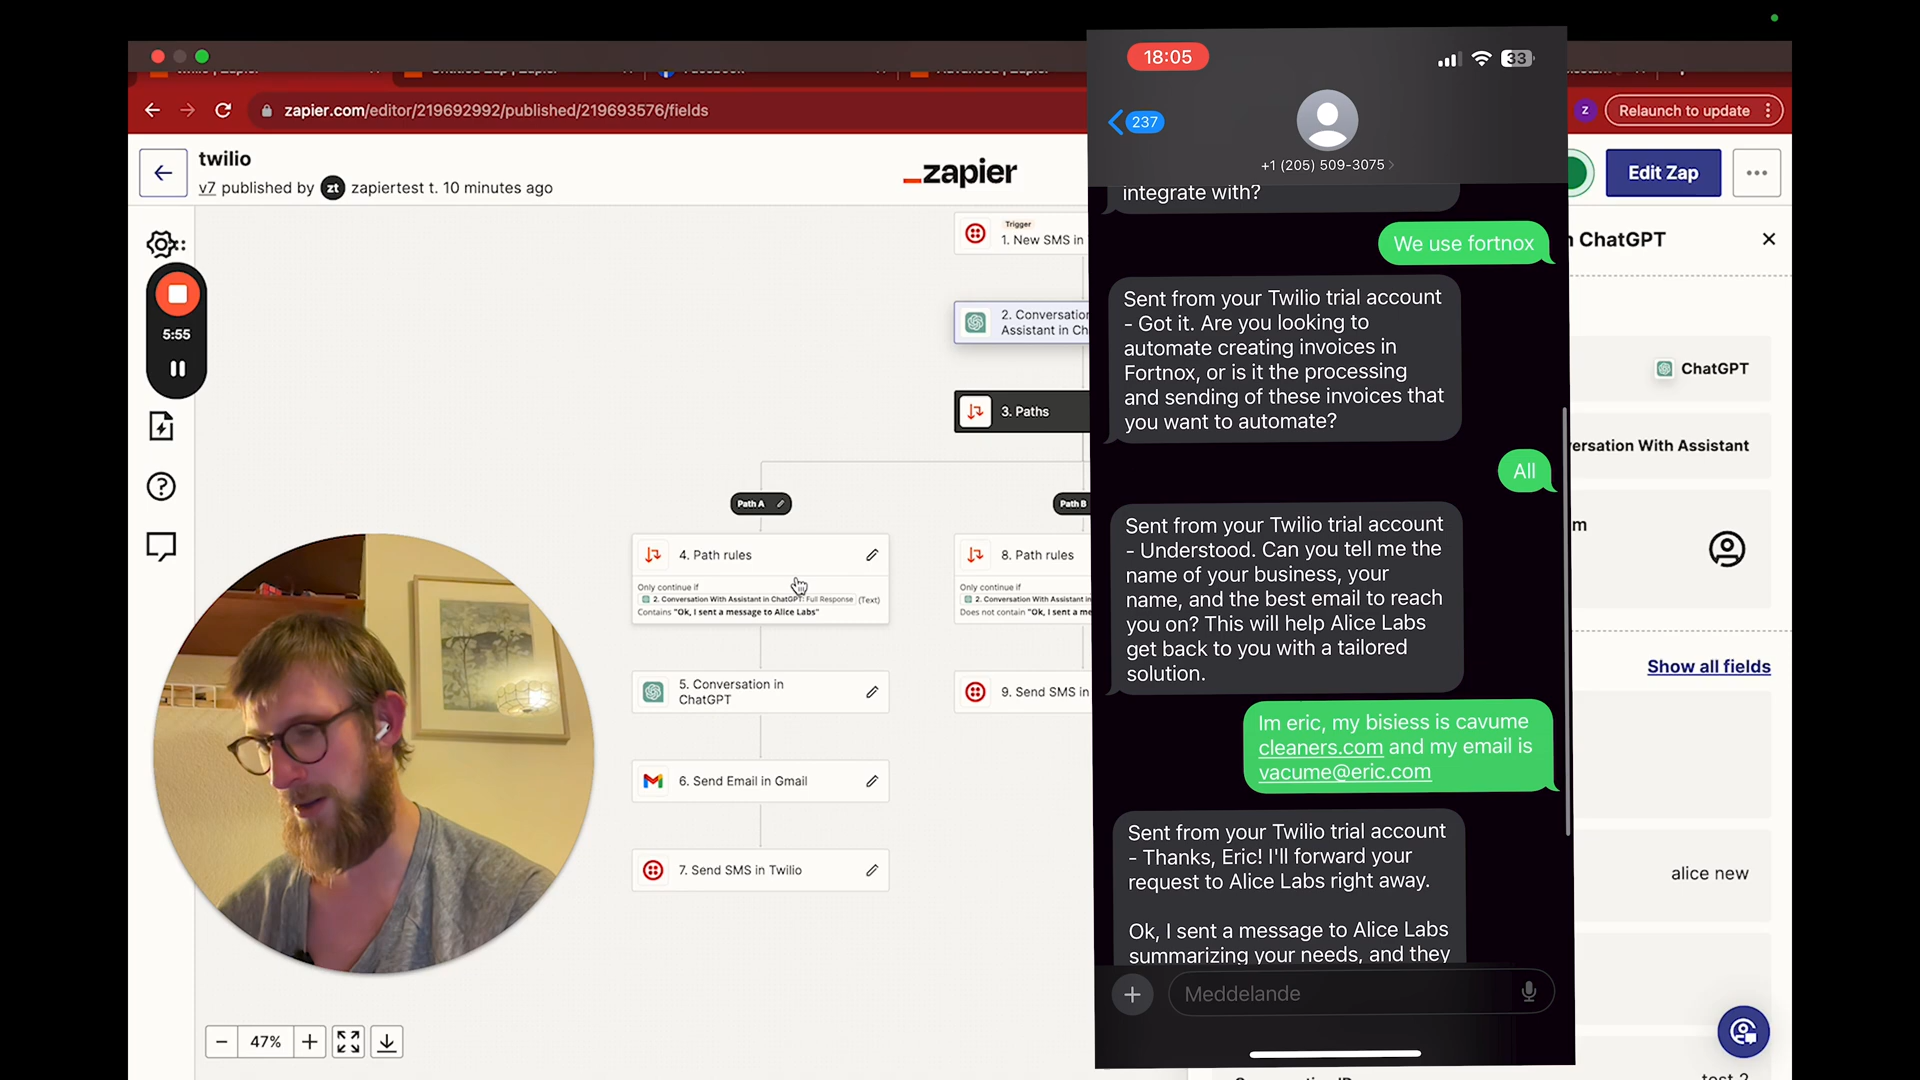 zapier.com/editor/219692992/published/219693576/fields
Relaunch to update
twilio
v7 published by zt zapiertest t. 10 minutes ago
zapier
Edit Zap
5:55
Trigger
1. New SMS in
2. Conversation
Assistant in Ch
3. Paths
Path A
Path B
4. Path rules
Only continue if
2. Conversation With Assistant in ChatGPT: Full Response (Text)
Contains "Ok, I sent a message to Alice Labs"
8. Path rules
Only continue if
2. Conversation With Assistant in
Does not contain "Ok, I sent a me
5. Conversation in
ChatGPT
9. Send SMS in
6. Send Email in Gmail
7. Send SMS in Twilio
47%
18:05
33
237
+1 (205) 509-3075
integrate with?
We use fortnox
Sent from your Twilio trial account
- Got it. Are you looking to
automate creating invoices in
Fortnox, or is it the processing
and sending of these invoices that
you want to automate?
All
Sent from your Twilio trial account
- Understood. Can you tell me the
name of your business, your
name, and the best email to reach
you on? This will help Alice Labs
get back to you with a tailored
solution.
Im eric, my bisiess is cavume
cleaners.com and my email is
vacume@eric.com
Sent from your Twilio trial account
- Thanks, Eric! I'll forward your
request to Alice Labs right away.
Ok, I sent a message to Alice Labs
summarizing your needs, and they
Meddelande
ChatGPT
ChatGPT
ersation With Assistant
m
Show all fields
alice new